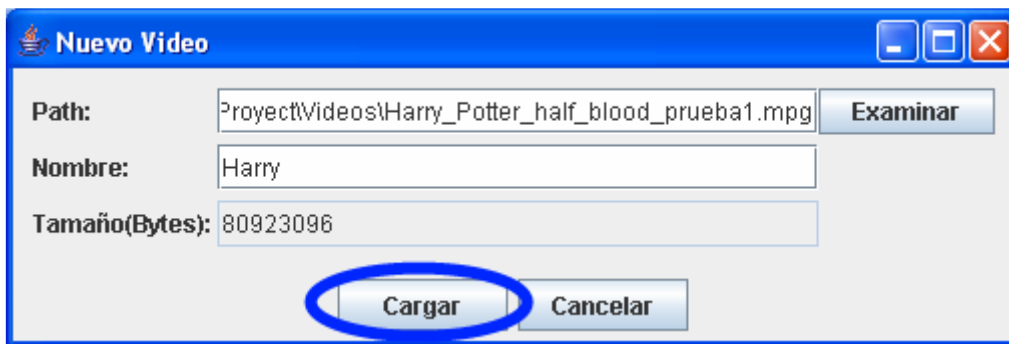 Nuevo Video
Path: Proyect\Videos\Harry_Potter_half_blood_prueba1.mpg Examinar
Nombre: Harry
Tamaño(Bytes): 80923096
Cargar Cancelar